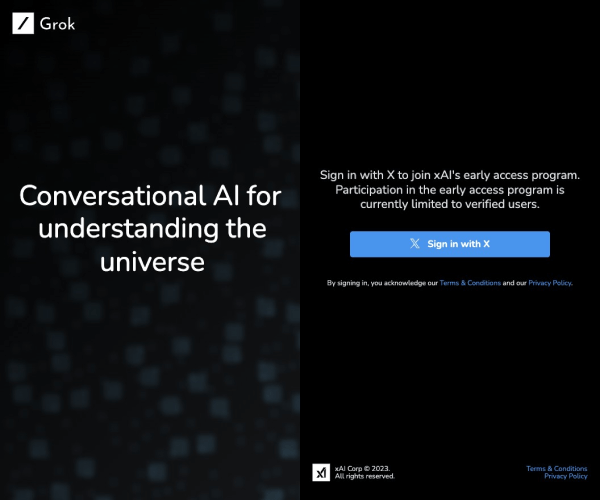 Grok
Conversational AI for
understanding the
universe
Sign in with X to join xAI's early access program.
Participation in the early access program is
currently limited to verified users.
𝕏 Sign in with X
By signing in, you acknowledge our Terms & Conditions and our Privacy Policy.
xAI
xAI Corp © 2023.
All rights reserved.
Terms & Conditions
Privacy Policy